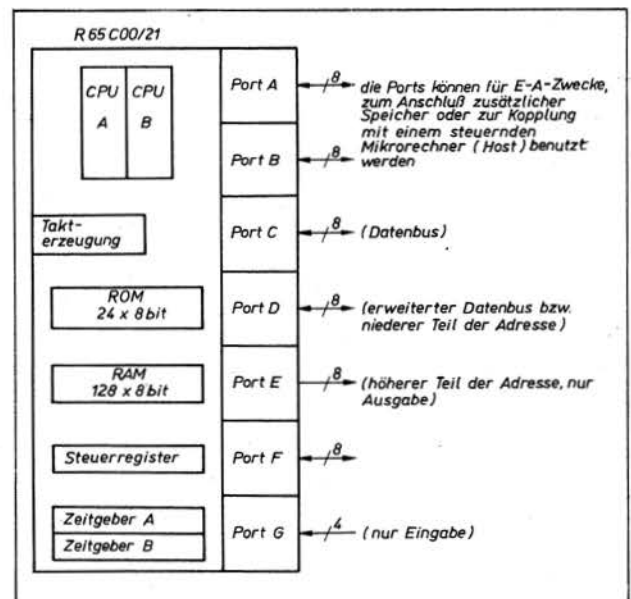 R 65 C00/21
CPU
A
CPU
B
Takt-
erzeugung
ROM
24 x 8 bit
RAM
128 x 8 bit
Steuerregister
Zeitgeber A
Zeitgeber B
Port A
8
die Ports können für E-A-Zwecke,
zum Anschluß zusätzlicher
Speicher oder zur Kopplung
mit einem steuernden
Mikrorechner (Host) benutzt
werden
Port B
8
Port C
8
(Datenbus)
Port D
8
(erweiterter Datenbus bzw.
niederer Teil der Adresse)
Port E
8
(höherer Teil der Adresse, nur
Ausgabe)
Port F
8
Port G
4
(nur Eingabe)